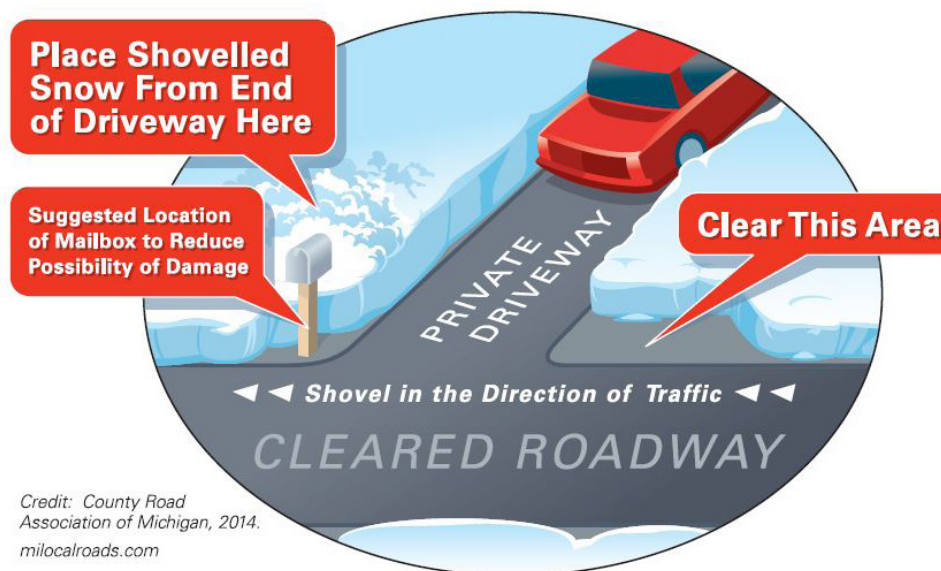 Place Shovelled
Snow From End
of Driveway Here
Suggested Location
of Mailbox to Reduce
Possibility of Damage
Clear This Area
PRIVATE
DRIVEWAY
Shovel in the Direction of Traffic
CLEARED ROADWAY
Credit: County Road
Association of Michigan, 2014.
milocalroads.com